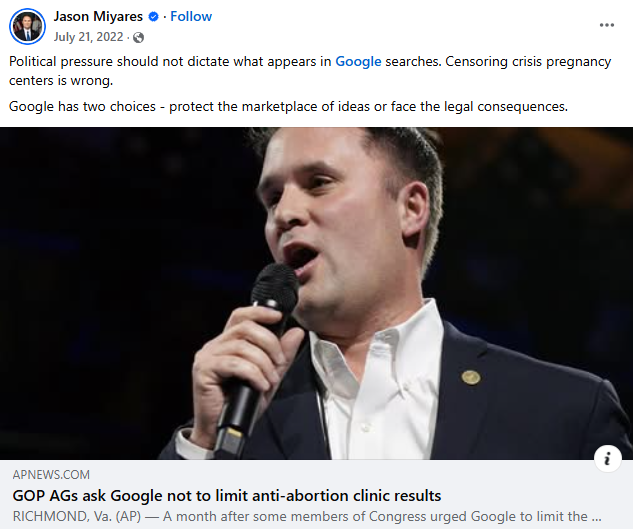 Jason Miyares · Follow
July 21, 2022 ·
Political pressure should not dictate what appears in Google searches. Censoring crisis pregnancy
centers is wrong.
Google has two choices - protect the marketplace of ideas or face the legal consequences.
APNEWS.COM
GOP AGs ask Google not to limit anti-abortion clinic results
RICHMOND, Va. (AP) — A month after some members of Congress urged Google to limit the ...